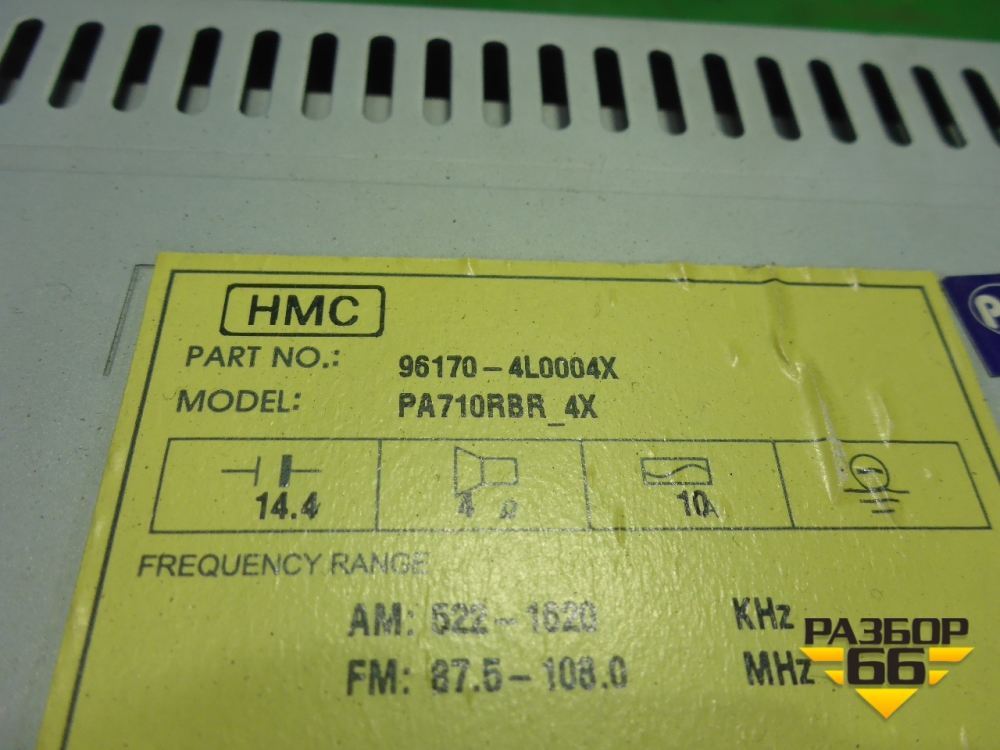 HMC
PART NO.: 96170-4L0004X
MODEL: PA710RBR_4X
14.4 4 Ω 10A
FREQUENCY RANGE
AM: 522-1620 KHz
FM: 87.5-108.0 MHz
РАЗБОР
66